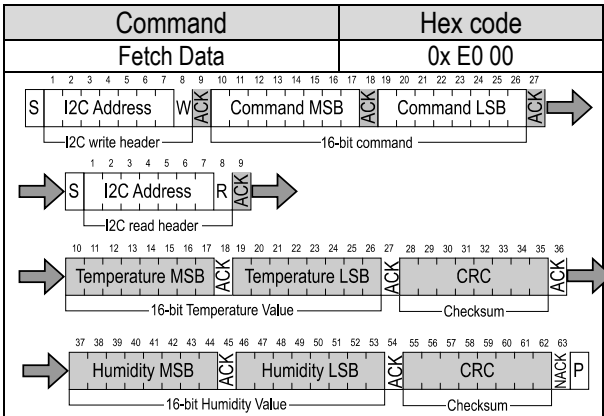 Command Hex code
Fetch Data 0x E0 00
1 2 3 4 5 6 7 8 9 10 11 12 13 14 15 16 17 18 19 20 21 22 23 24 25 26 27
S I2C Address W ACK Command MSB ACK Command LSB ACK
I2C write header 16-bit command
1 2 3 4 5 6 7 8 9
S I2C Address R ACK
I2C read header
10 11 12 13 14 15 16 17 18 19 20 21 22 23 24 25 26 27 28 29 30 31 32 33 34 35 36
Temperature MSB ACK Temperature LSB ACK CRC ACK
16-bit Temperature Value Checksum
37 38 39 40 41 42 43 44 45 46 47 48 49 50 51 52 53 54 55 56 57 58 59 60 61 62 63
Humidity MSB ACK Humidity LSB ACK CRC NACK P
16-bit Humidity Value Checksum